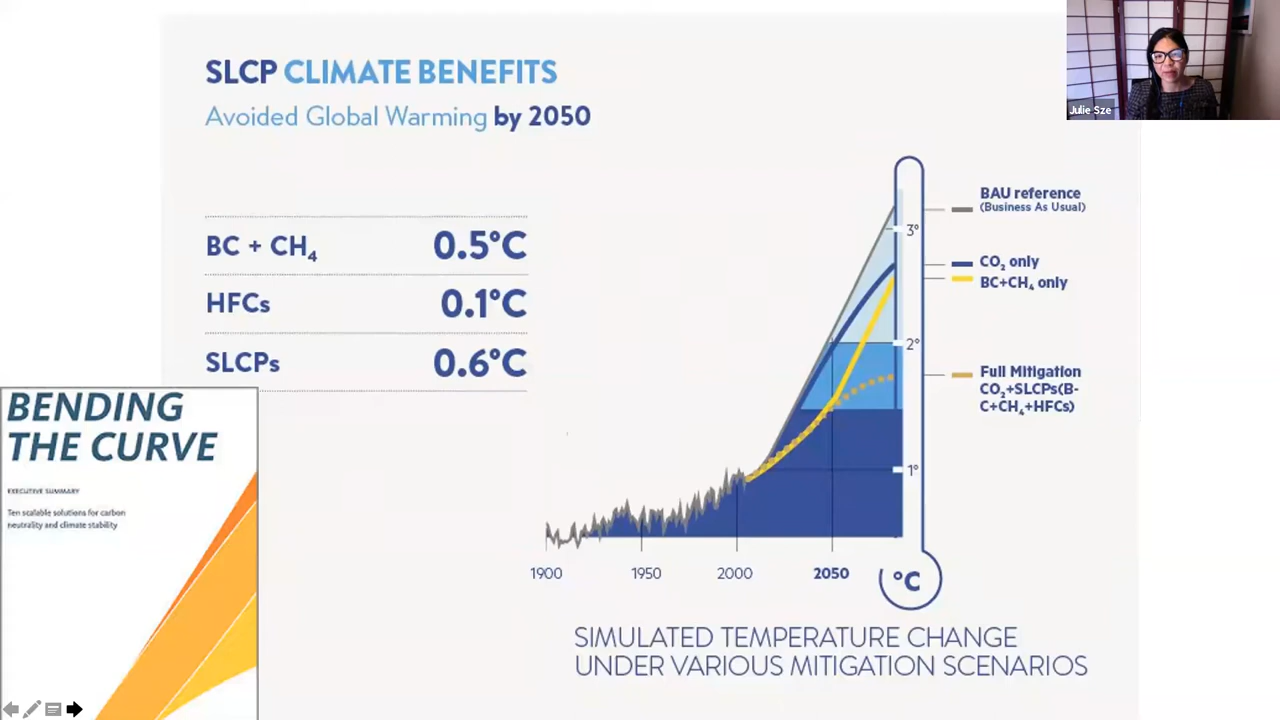 SLCP CLIMATE BENEFITS
Avoided Global Warming by 2050
BC + CH₄ 0.5°C
HFCs 0.1°C
SLCPs 0.6°C
BENDING
THE CURVE
EXECUTIVE SUMMARY
Ten scalable solutions for carbon
neutrality and climate stability
3°
2°
1°
BAU reference
(Business As Usual)
CO₂ only
BC+CH₄ only
Full Mitigation
CO₂+SLCPs(B-
C+CH₄+HFCs)
1900 1950 2000 2050
°C
SIMULATED TEMPERATURE CHANGE
UNDER VARIOUS MITIGATION SCENARIOS
Julie Sze